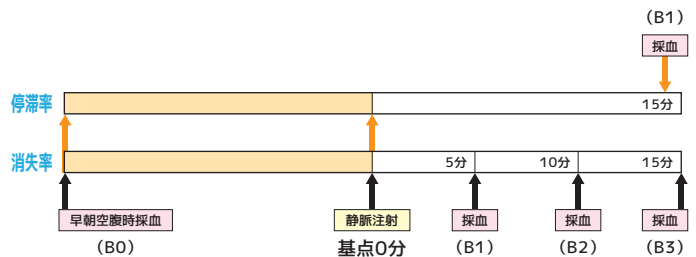 （B1）
採血
停滞率
15分
消失率
5分
10分
15分
早朝空腹時採血
静脈注射
採血
採血
採血
（B0）
基点0分
（B1）
（B2）
（B3）